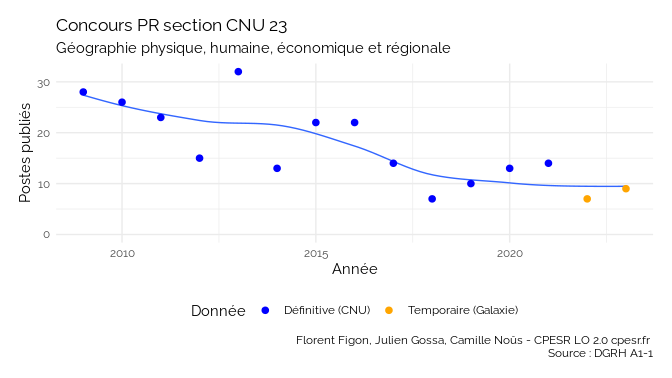 Concours PR section CNU 23
Géographie physique, humaine, économique et régionale
Postes publiés
30
20
10
0
2010
2015
2020
Année
Donnée
Définitive (CNU)
Temporaire (Galaxie)
Florent Figon, Julien Gossa, Camille Noûs - CPESR LO 2.0 cpesr.fr
Source : DGRH A1-1